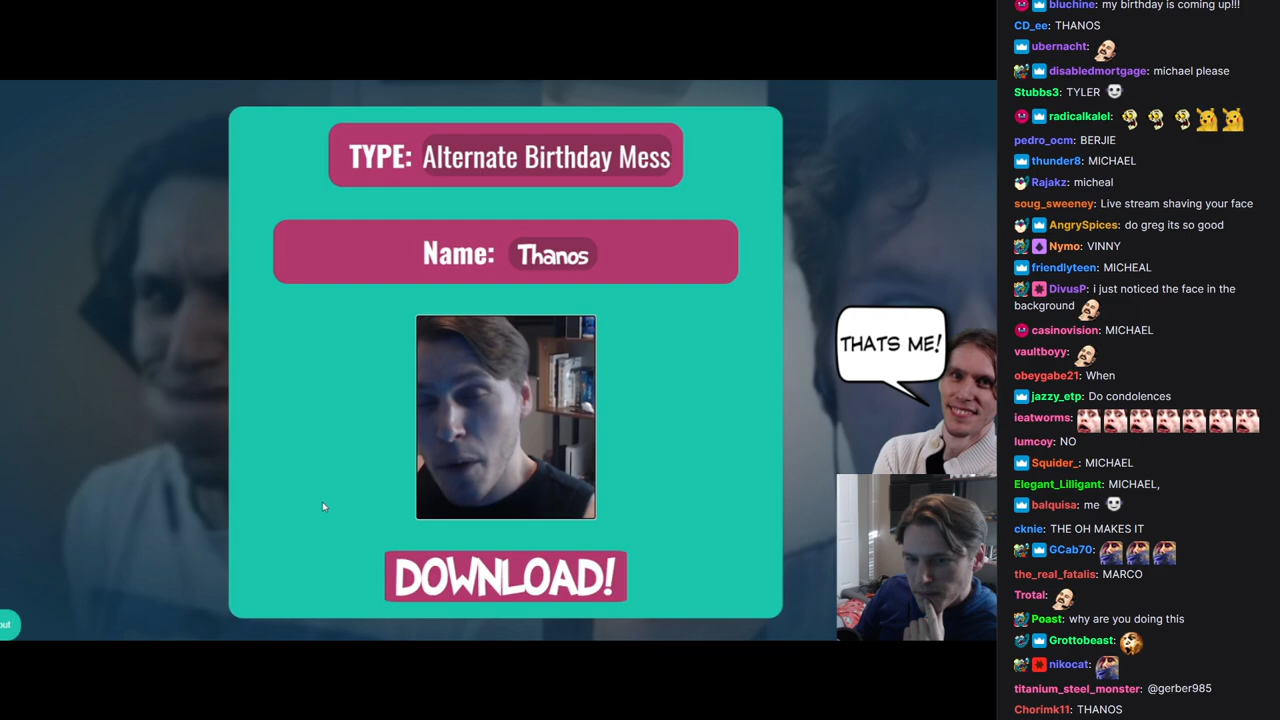 TYPE: Alternate Birthday Mess
Name: Thanos
THATS ME!
DOWNLOAD!
out
bluchine: my birthday is coming up!!!
CD_ee: THANOS
ubernacht:
disabledmortgage: michael please
Stubbs3: TYLER
radicalkalel:
pedro_ocm: BERJIE
thunder8: MICHAEL
Rajakz: micheal
soug_sweeney: Live stream shaving your face
AngrySpices: do greg its so good
Nymo: VINNY
friendlyteen: MICHEAL
DivusP: i just noticed the face in the
background
casinovision: MICHAEL
vaultboyy:
obeygabe21: When
jazzy_etp: Do condolences
ieatworms:
lumcoy: NO
Squider_: MICHAEL
Elegant_Lilligant: MICHAEL,
balquisa: me
cknie: THE OH MAKES IT
GCab70:
the_real_fatalis: MARCO
Trotal:
Poast: why are you doing this
Grottobeast:
nikocat:
titanium_steel_monster: @gerber985
Chorimk11: THANOS